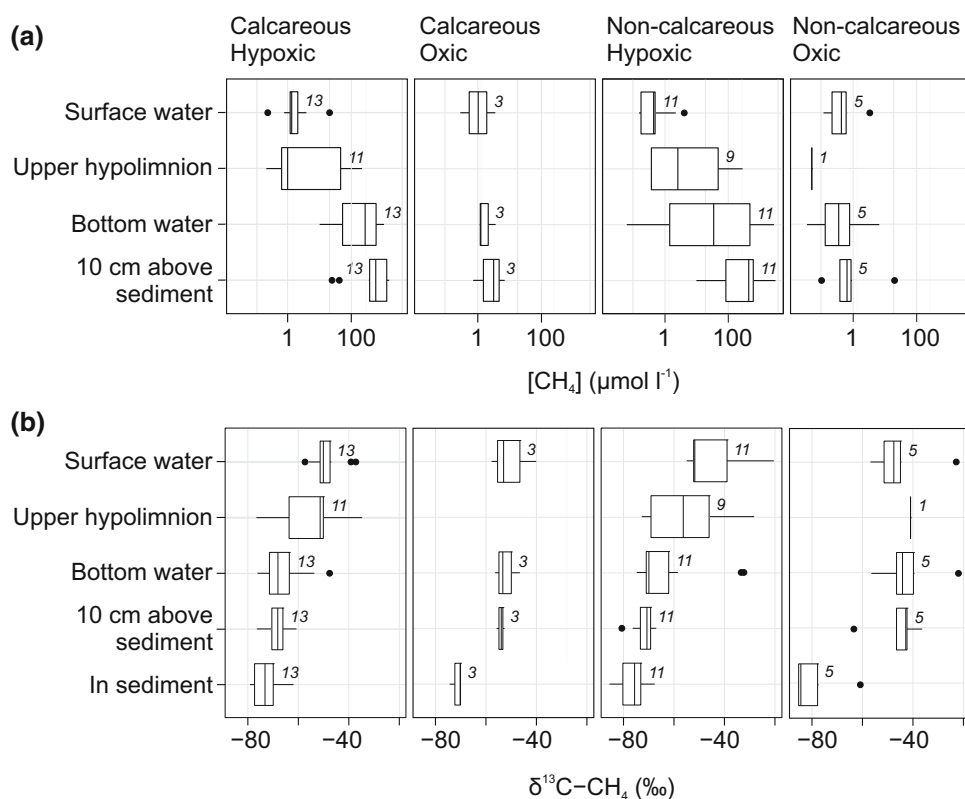 (a)
Calcareous Hypoxic
Calcareous Oxic
Non-calcareous Hypoxic
Non-calcareous Oxic
Surface water
13
3
11
5
Upper hypolimnion
11
9
1
Bottom water
13
3
11
5
10 cm above sediment
13
3
11
5
1
100
1
100
1
100
1
100
[CH₄] (μmol l⁻¹)
(b)
Surface water
13
3
11
5
Upper hypolimnion
11
9
1
Bottom water
13
3
11
5
10 cm above sediment
13
3
11
5
In sediment
13
3
11
5
−80
−40
−80
−40
−80
−40
−80
−40
δ¹³C−CH₄ (‰)